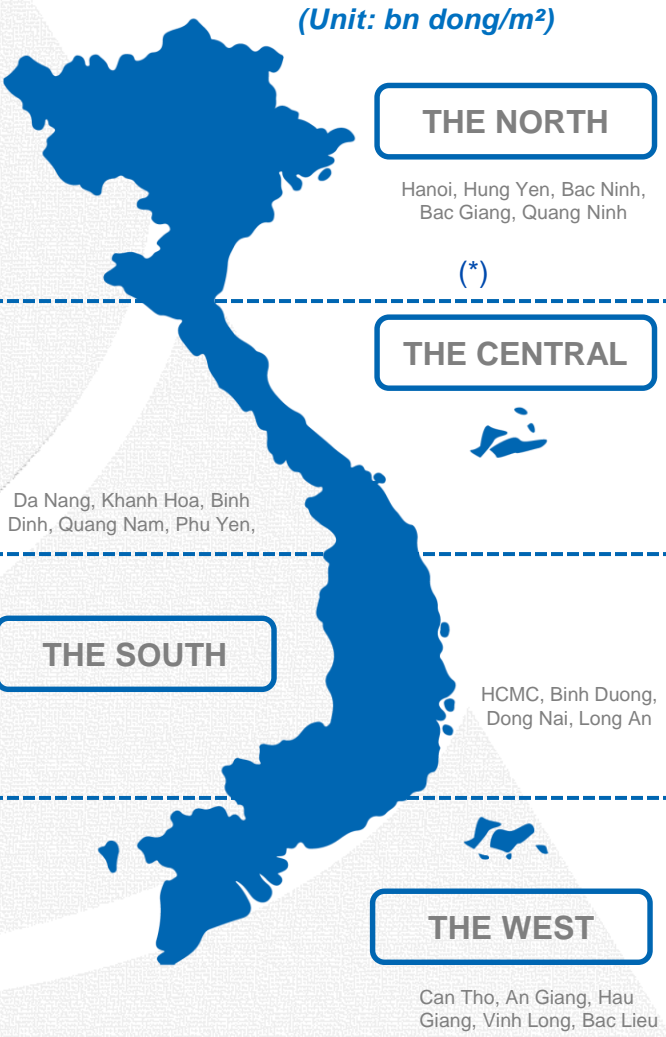 (Unit: bn dong/m²)
THE NORTH
Hanoi, Hung Yen, Bac Ninh,
Bac Giang, Quang Ninh
(*)
THE CENTRAL
Da Nang, Khanh Hoa, Binh
Dinh, Quang Nam, Phu Yen,
THE SOUTH
HCMC, Binh Duong,
Dong Nai, Long An
THE WEST
Can Tho, An Giang, Hau
Giang, Vinh Long, Bac Lieu